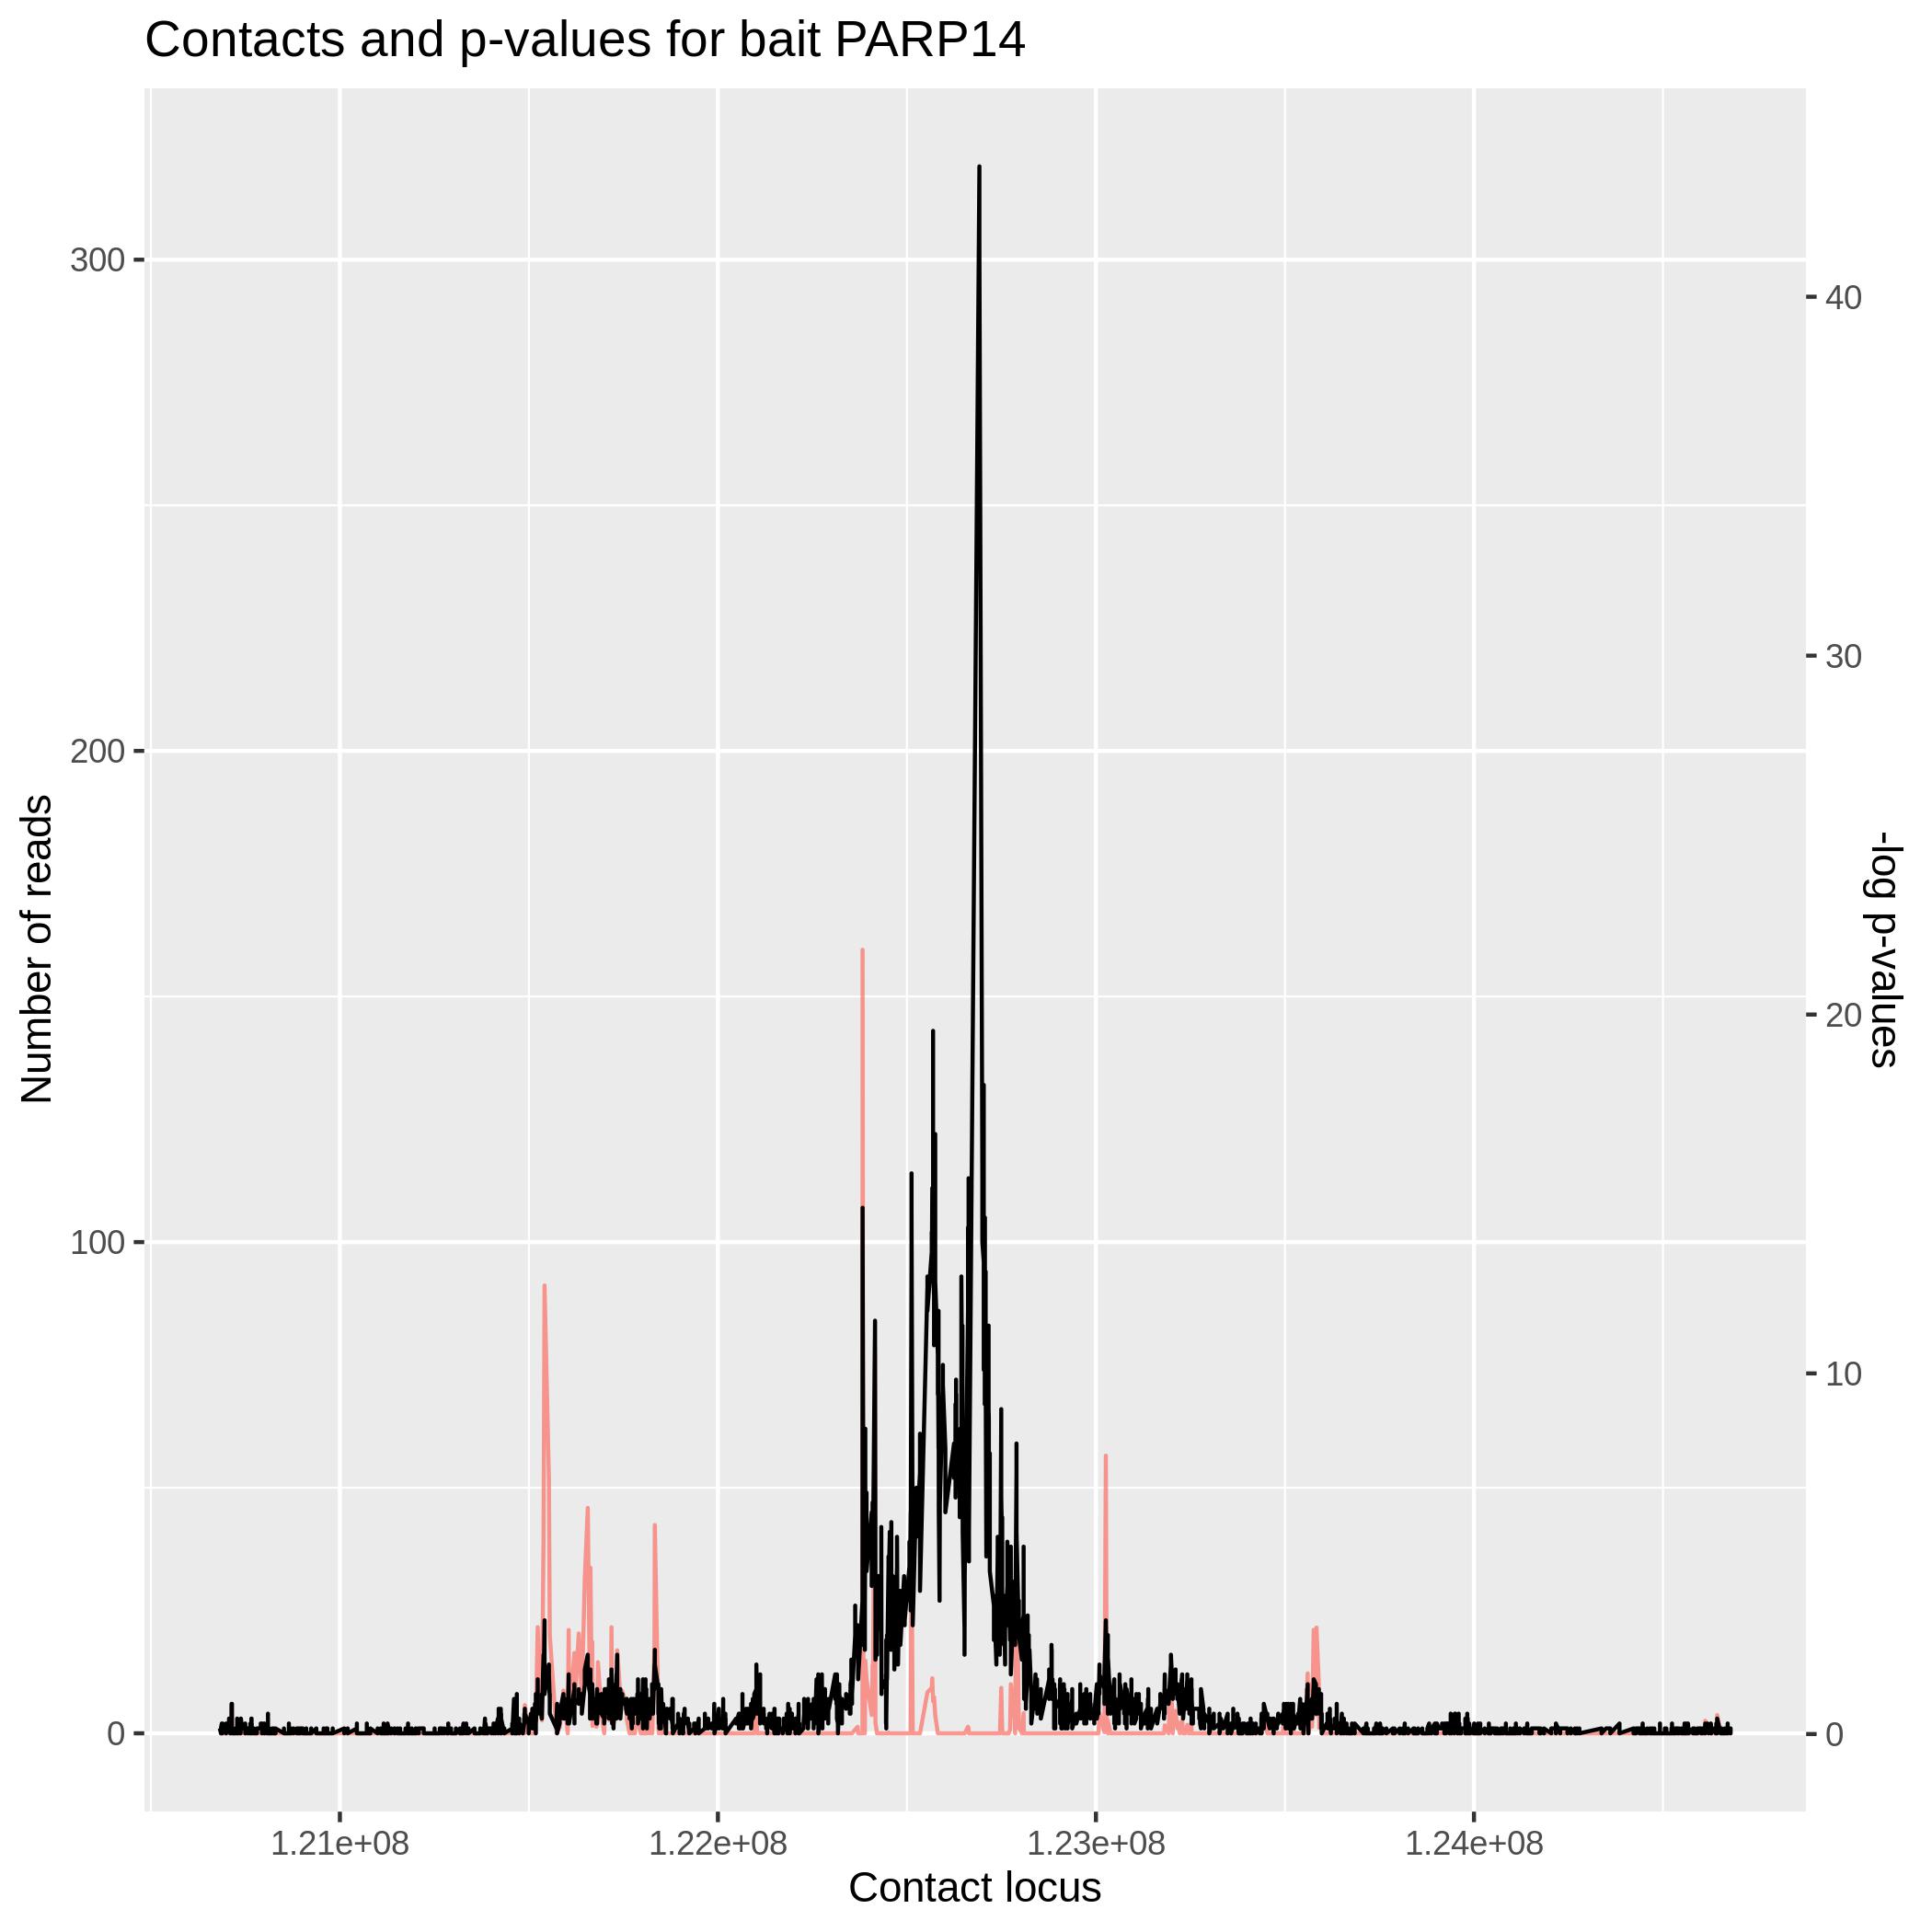 Contacts and p-values for bait PARP14
Number of reads
300
200
100
0
40
30
20
10
0
-log p-values
1.21e+08
1.22e+08
1.23e+08
1.24e+08
Contact locus